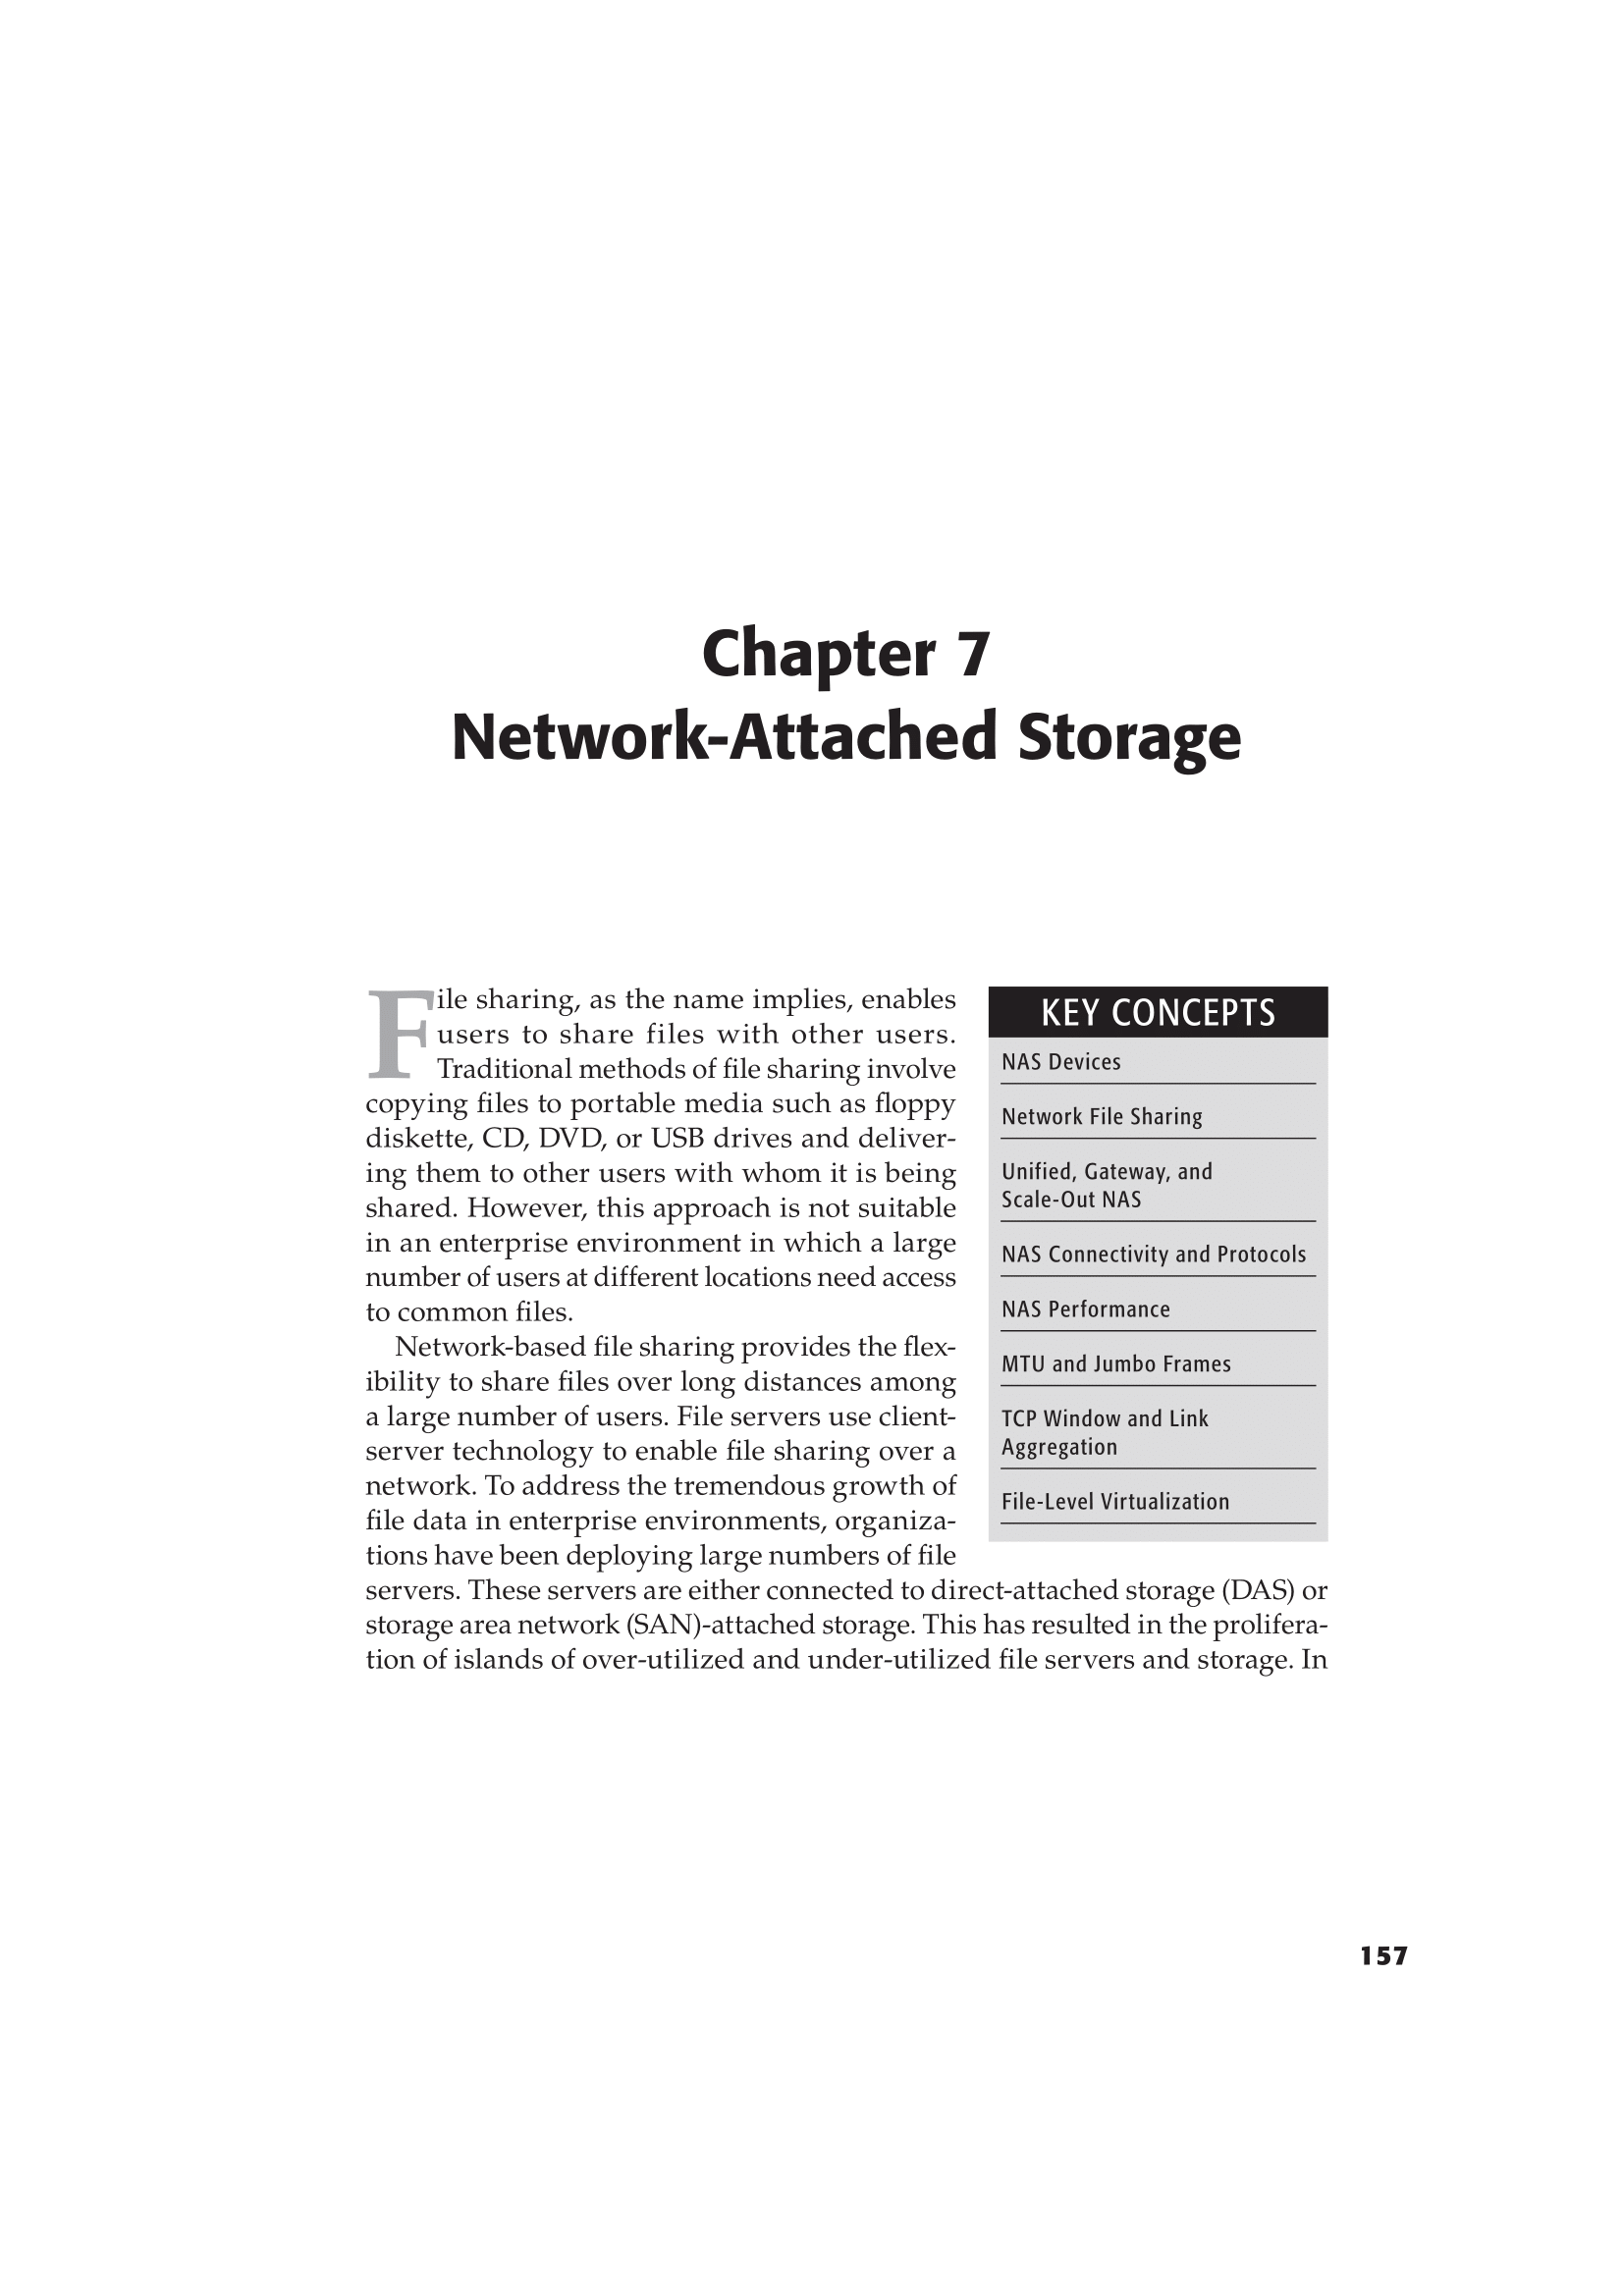 Chapter 7
Network-Attached Storage
File sharing, as the name implies, enables
users to share files with other users.
Traditional methods of file sharing involve
copying files to portable media such as floppy
diskette, CD, DVD, or USB drives and deliver-
ing them to other users with whom it is being
shared. However, this approach is not suitable
in an enterprise environment in which a large
number of users at different locations need access
to common files.
Network-based file sharing provides the flex-
ibility to share files over long distances among
a large number of users. File servers use client-
server technology to enable file sharing over a
network. To address the tremendous growth of
file data in enterprise environments, organiza-
tions have been deploying large numbers of file
servers. These servers are either connected to direct-attached storage (DAS) or
storage area network (SAN)-attached storage. This has resulted in the prolifera-
tion of islands of over-utilized and under-utilized file servers and storage. In
KEY CONCEPTS
NAS Devices
Network File Sharing
Unified, Gateway, and
Scale-Out NAS
NAS Connectivity and Protocols
NAS Performance
MTU and Jumbo Frames
TCP Window and Link
Aggregation
File-Level Virtualization
157